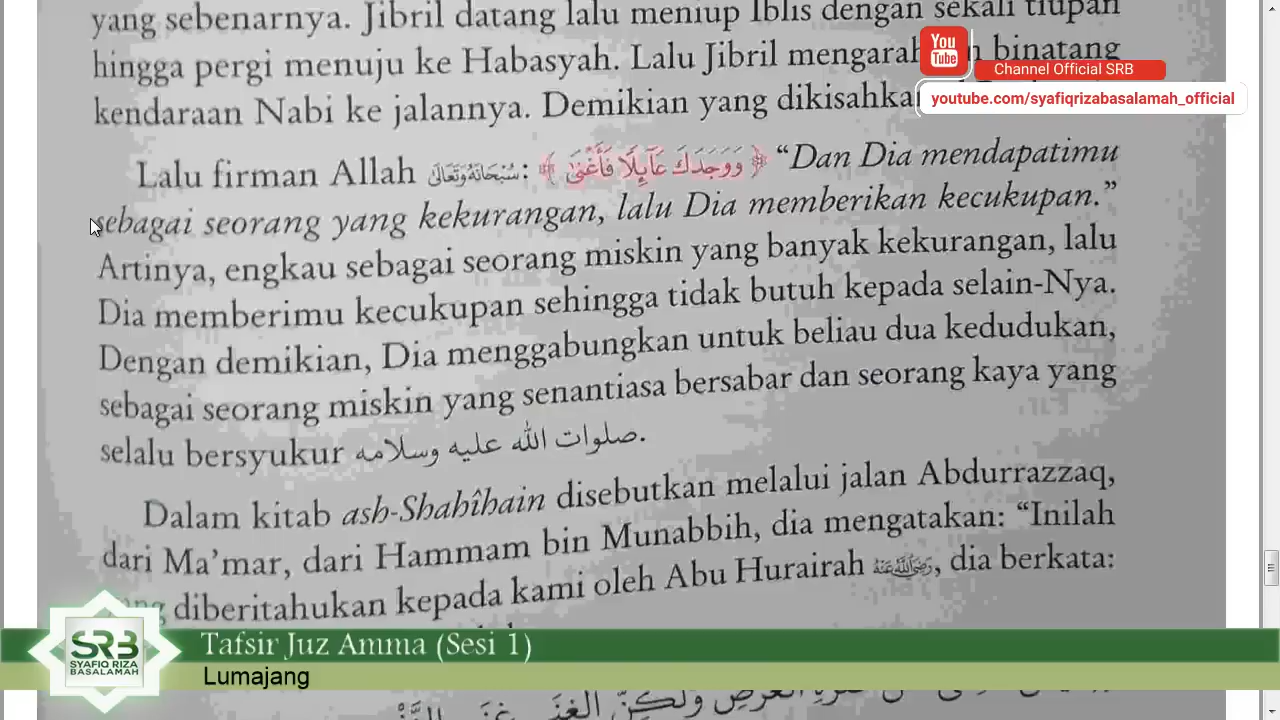 yang sebenarnya. Jibril datang lalu meniup Iblis dengan sekali tiupan
hingga pergi menuju ke Habasyah. Lalu Jibril binatang
kendaraan Nabi ke jalannya. Demikian yang
Lalu firman Allah سُبْحَانَهُ وَتَعَالَى: ﴿ وَوَجَدَكَ عَآئِلًا فَأَغْنَىٰ ﴾ “Dan Dia mendapatimu
sebagai seorang yang kekurangan, lalu Dia memberikan kecukupan.”
Artinya, engkau sebagai seorang miskin yang banyak kekurangan, lalu
Dia memberimu kecukupan sehingga tidak butuh kepada selain-Nya.
Dengan demikian, Dia menggabungkan untuk beliau dua kedudukan,
sebagai seorang miskin yang senantiasa bersabar dan seorang kaya yang
selalu bersyukur صلوات الله عليه وسلامه.
Dalam kitab ash-Shahîhain disebutkan melalui jalan Abdurrazzaq,
dari Ma’mar, dari Hammam bin Munabbih, dia mengatakan: “Inilah
diberitahukan kepada kami oleh Abu Hurairah رَضِيَ اللَّهُ عَنْهُ, dia berkata:
You
Tube
Channel Official SRB
youtube.com/syafiqrizabasalamah_official
SRB
SYAFIQ RIZA
BASALAMAH
Tafsir Juz Amma (Sesi 1)
Lumajang